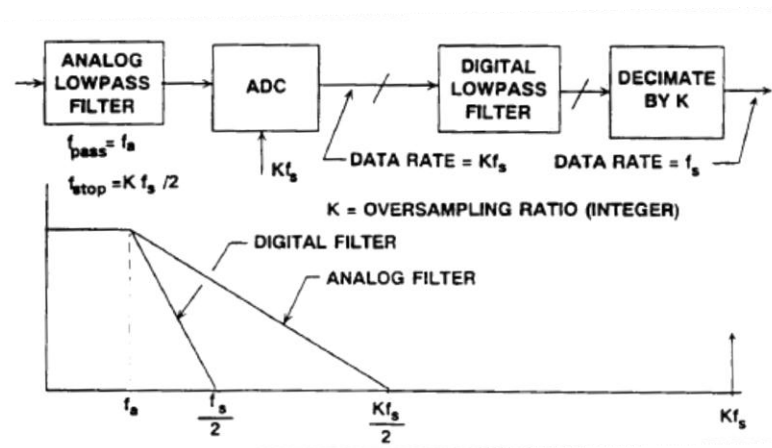 ANALOG
LOWPASS
FILTER
ADC
DIGITAL
LOWPASS
FILTER
DECIMATE
BY K
fpass= fa
fstop =K fs /2
Kfs
DATA RATE = Kfs
DATA RATE = fs
K = OVERSAMPLING RATIO (INTEGER)
DIGITAL FILTER
ANALOG FILTER
fa
fs
2
Kfs
2
Kfs